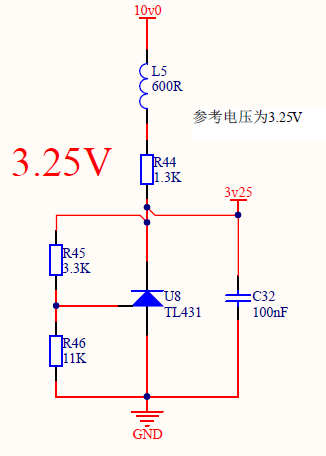 10v0
L5
600R
参考电压为3.25V
3.25V
R44
1.3K
3v25
R45
3.3K
U8
TL431
C32
100nF
R46
11K
GND